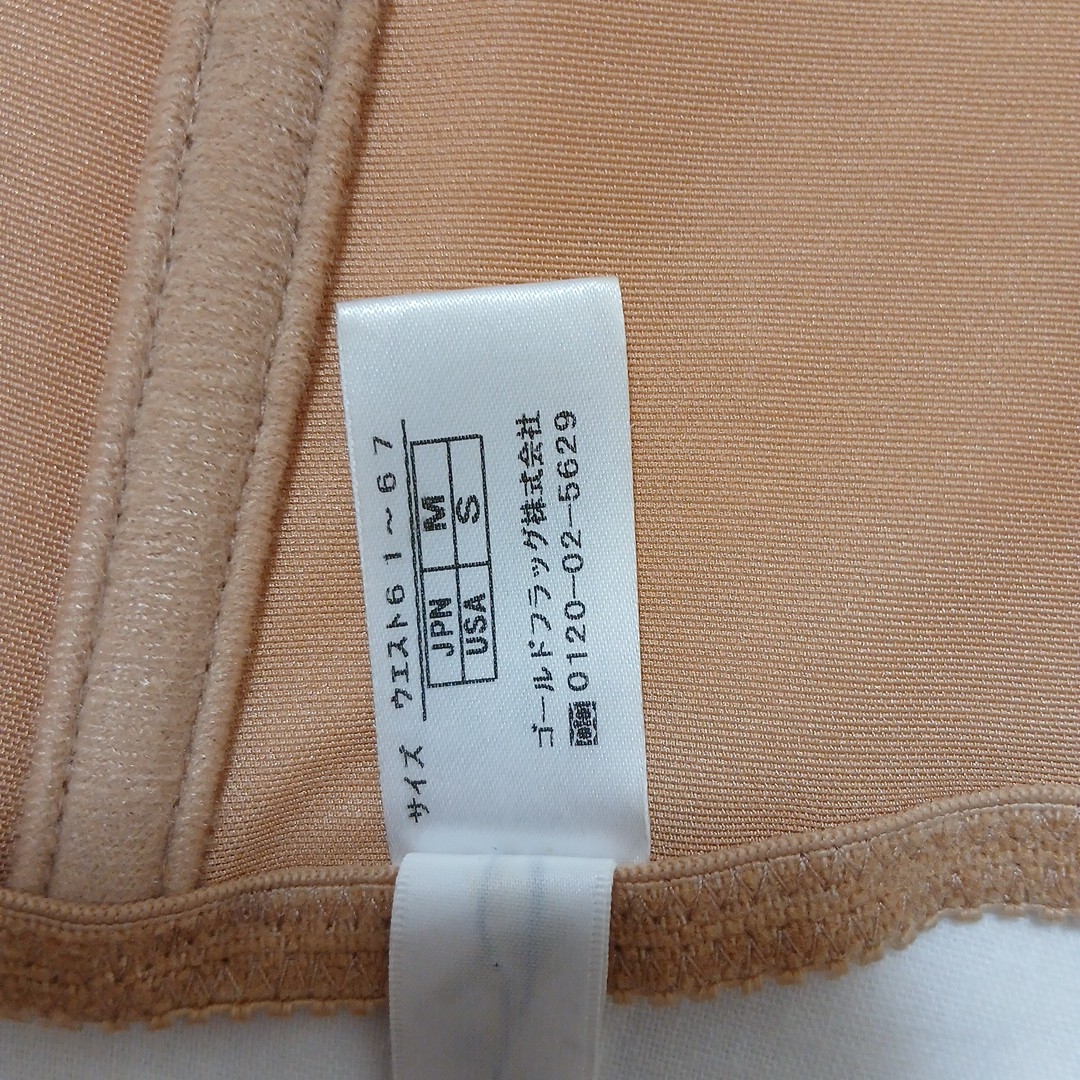 サイズ ウエスト61～67
JPN M
USA S
ゴールドフラッグ株式会社
0120-02-5629